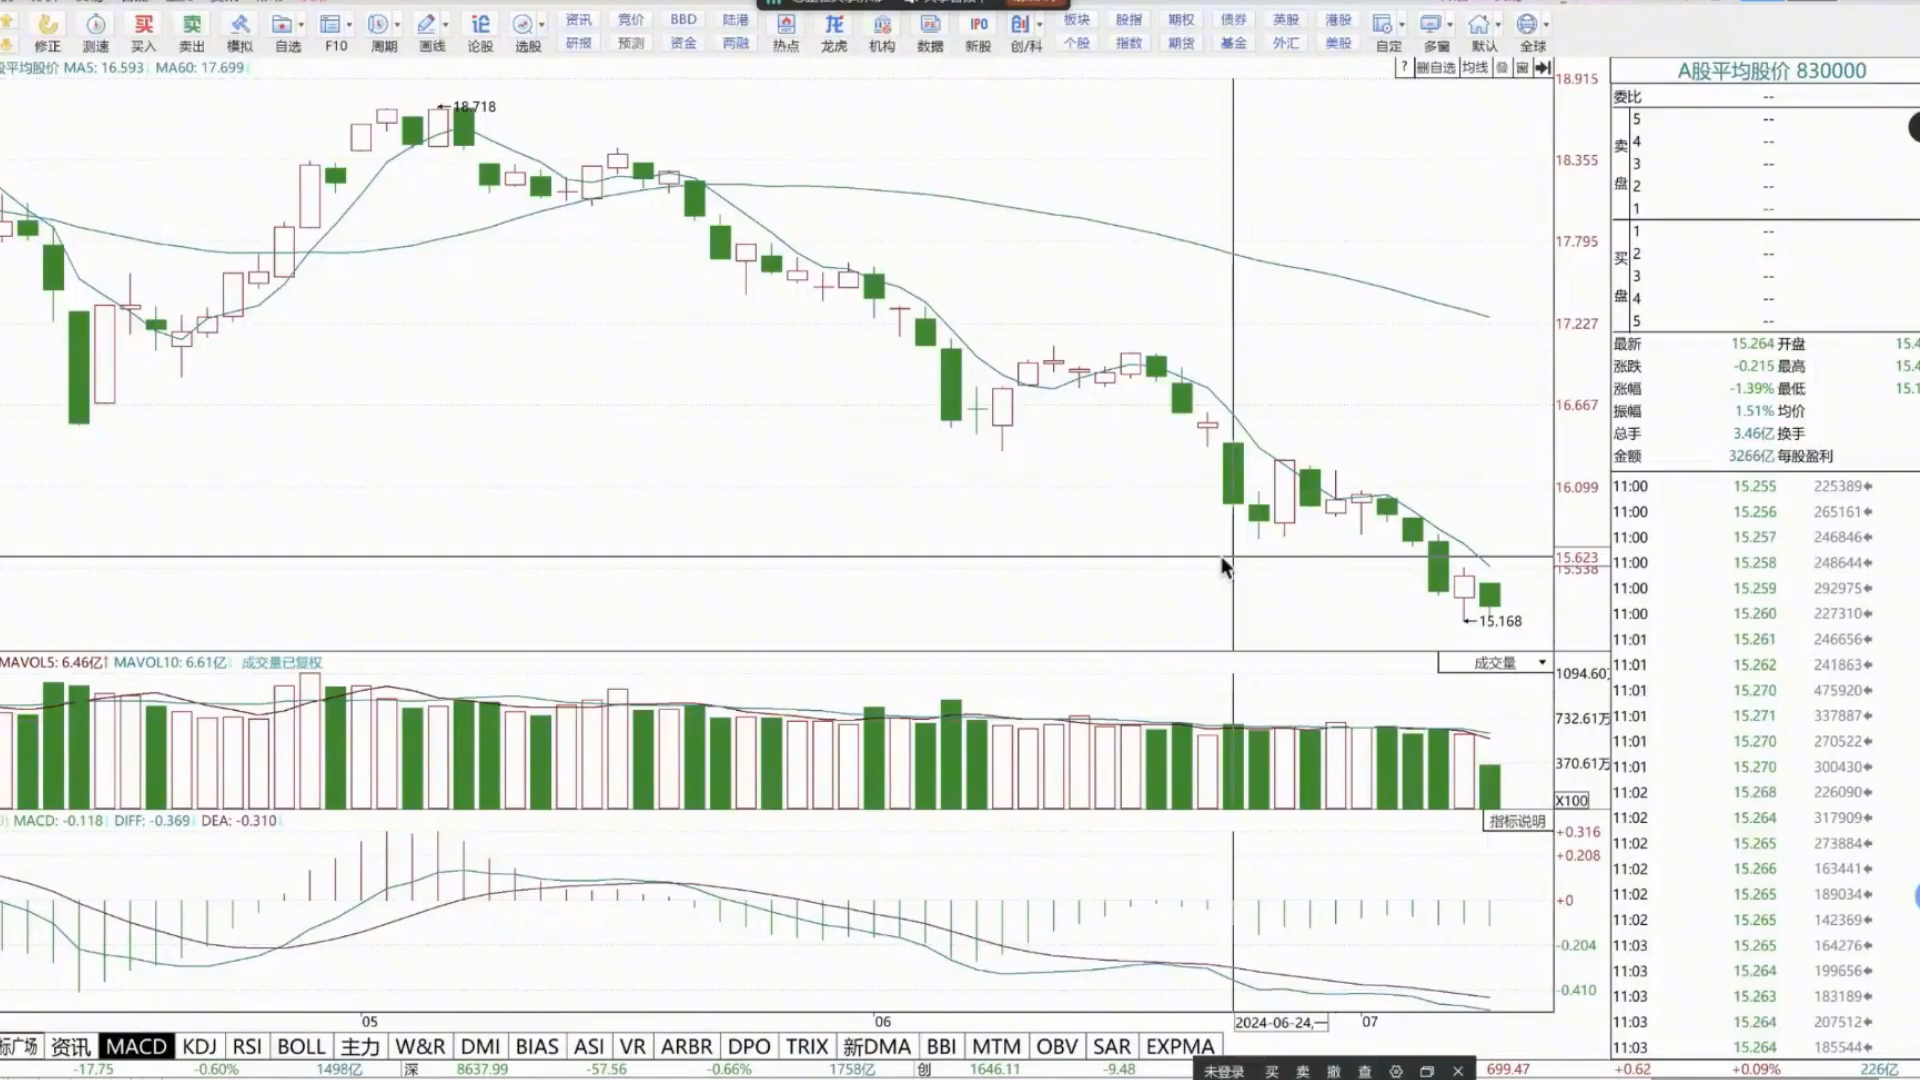 资讯 竞价 BBD 陆港 板块 股指 期权 债券 英股 港股
修正 测速 买入 卖出 模拟 自选 F10 周期 画线 论股 选股 研报 预测 资金 两融 热点 龙虎 机构 数据 新股 创/科 个股 指数 期货 基金 外汇 美股 自定 多窗 默认 全球
买 卖 论 龙 IPO 创
股平均股价 MA5: 16.593 MA60: 17.699
? 删自选 均线
18.915
18.718
18.355
17.795
17.227
16.667
16.099
15.623
15.538
15.168
MAVOL5: 6.46亿↑ MAVOL10: 6.61亿 成交量已复权
成交量
1094.60
732.61万
370.61万
X100
MACD: -0.118 DIFF: -0.369 DEA: -0.310
指标说明
+0.316
+0.208
+0
-0.204
-0.410
05 06 2024-06-24,一 07
标广场 资讯 MACD KDJ RSI BOLL 主力 W&R DMI BIAS ASI VR ARBR DPO TRIX 新DMA BBI MTM OBV SAR EXPMA
-17.75 -0.60% 1498亿 深 8637.99 -57.56 -0.66% 1758亿 创 1646.11 -9.48
未登录 买 卖 撤 查
699.47 +0.62 +0.09% 226亿
A股平均股价 830000
委比 --
卖盘
5 --
4 --
3 --
2 --
1 --
买盘
1 --
2 --
3 --
4 --
5 --
最新 15.264 开盘 15.4
涨跌 -0.215 最高 15.4
涨幅 -1.39% 最低 15.1
振幅 1.51% 均价
总手 3.46亿 换手
金额 3266亿 每股盈利
11:00 15.255 225389
11:00 15.256 265161
11:00 15.257 246846
11:00 15.258 248644
11:00 15.259 292975
11:00 15.260 227310
11:01 15.261 246656
11:01 15.262 241863
11:01 15.270 475920
11:01 15.271 337887
11:01 15.270 270522
11:01 15.270 300430
11:02 15.268 226090
11:02 15.264 317909
11:02 15.265 273884
11:02 15.266 163441
11:02 15.265 189034
11:02 15.265 142369
11:03 15.265 164276
11:03 15.264 199656
11:03 15.263 183189
11:03 15.264 207512
11:03 15.264 185544